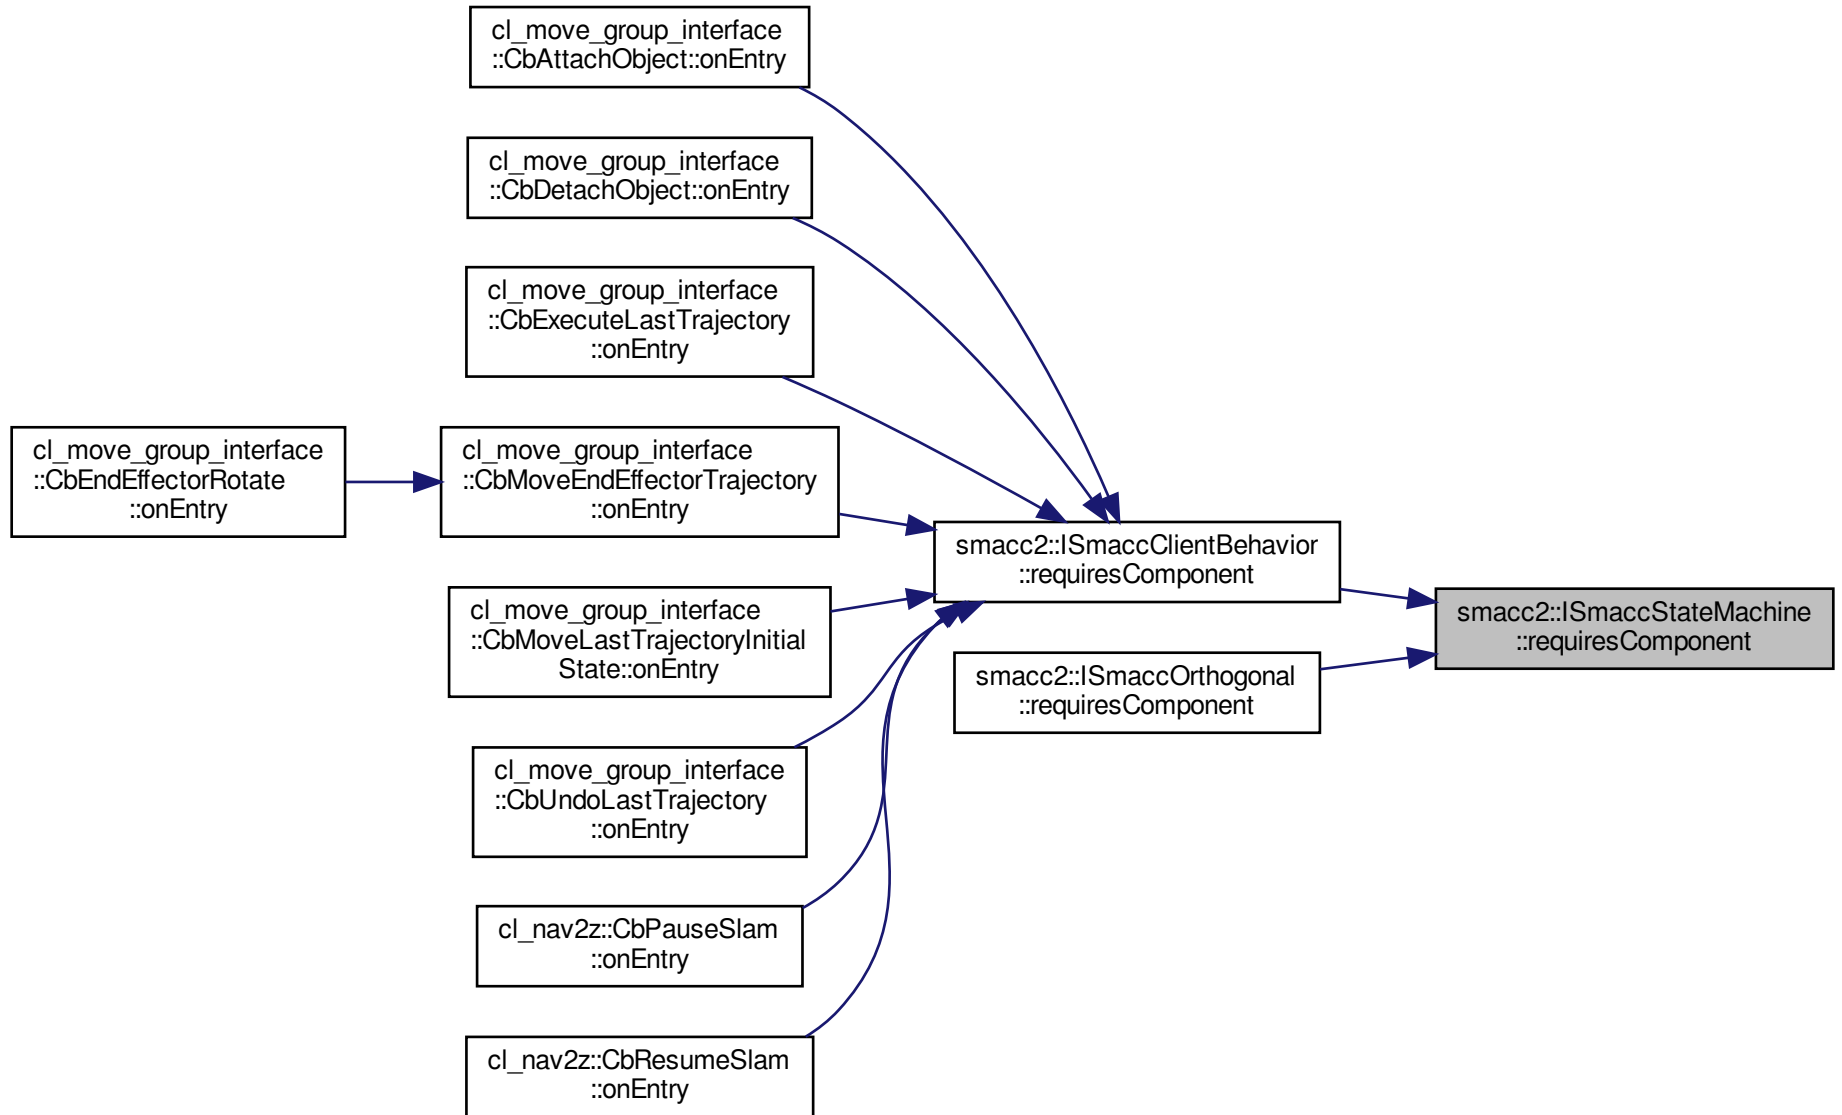 cl_move_group_interface
::CbAttachObject::onEntry
cl_move_group_interface
::CbDetachObject::onEntry
cl_move_group_interface
::CbExecuteLastTrajectory
::onEntry
cl_move_group_interface
::CbEndEffectorRotate
::onEntry
cl_move_group_interface
::CbMoveEndEffectorTrajectory
::onEntry
smacc2::ISmaccClientBehavior
::requiresComponent
smacc2::ISmaccStateMachine
::requiresComponent
cl_move_group_interface
::CbMoveLastTrajectoryInitial
State::onEntry
smacc2::ISmaccOrthogonal
::requiresComponent
cl_move_group_interface
::CbUndoLastTrajectory
::onEntry
cl_nav2z::CbPauseSlam
::onEntry
cl_nav2z::CbResumeSlam
::onEntry